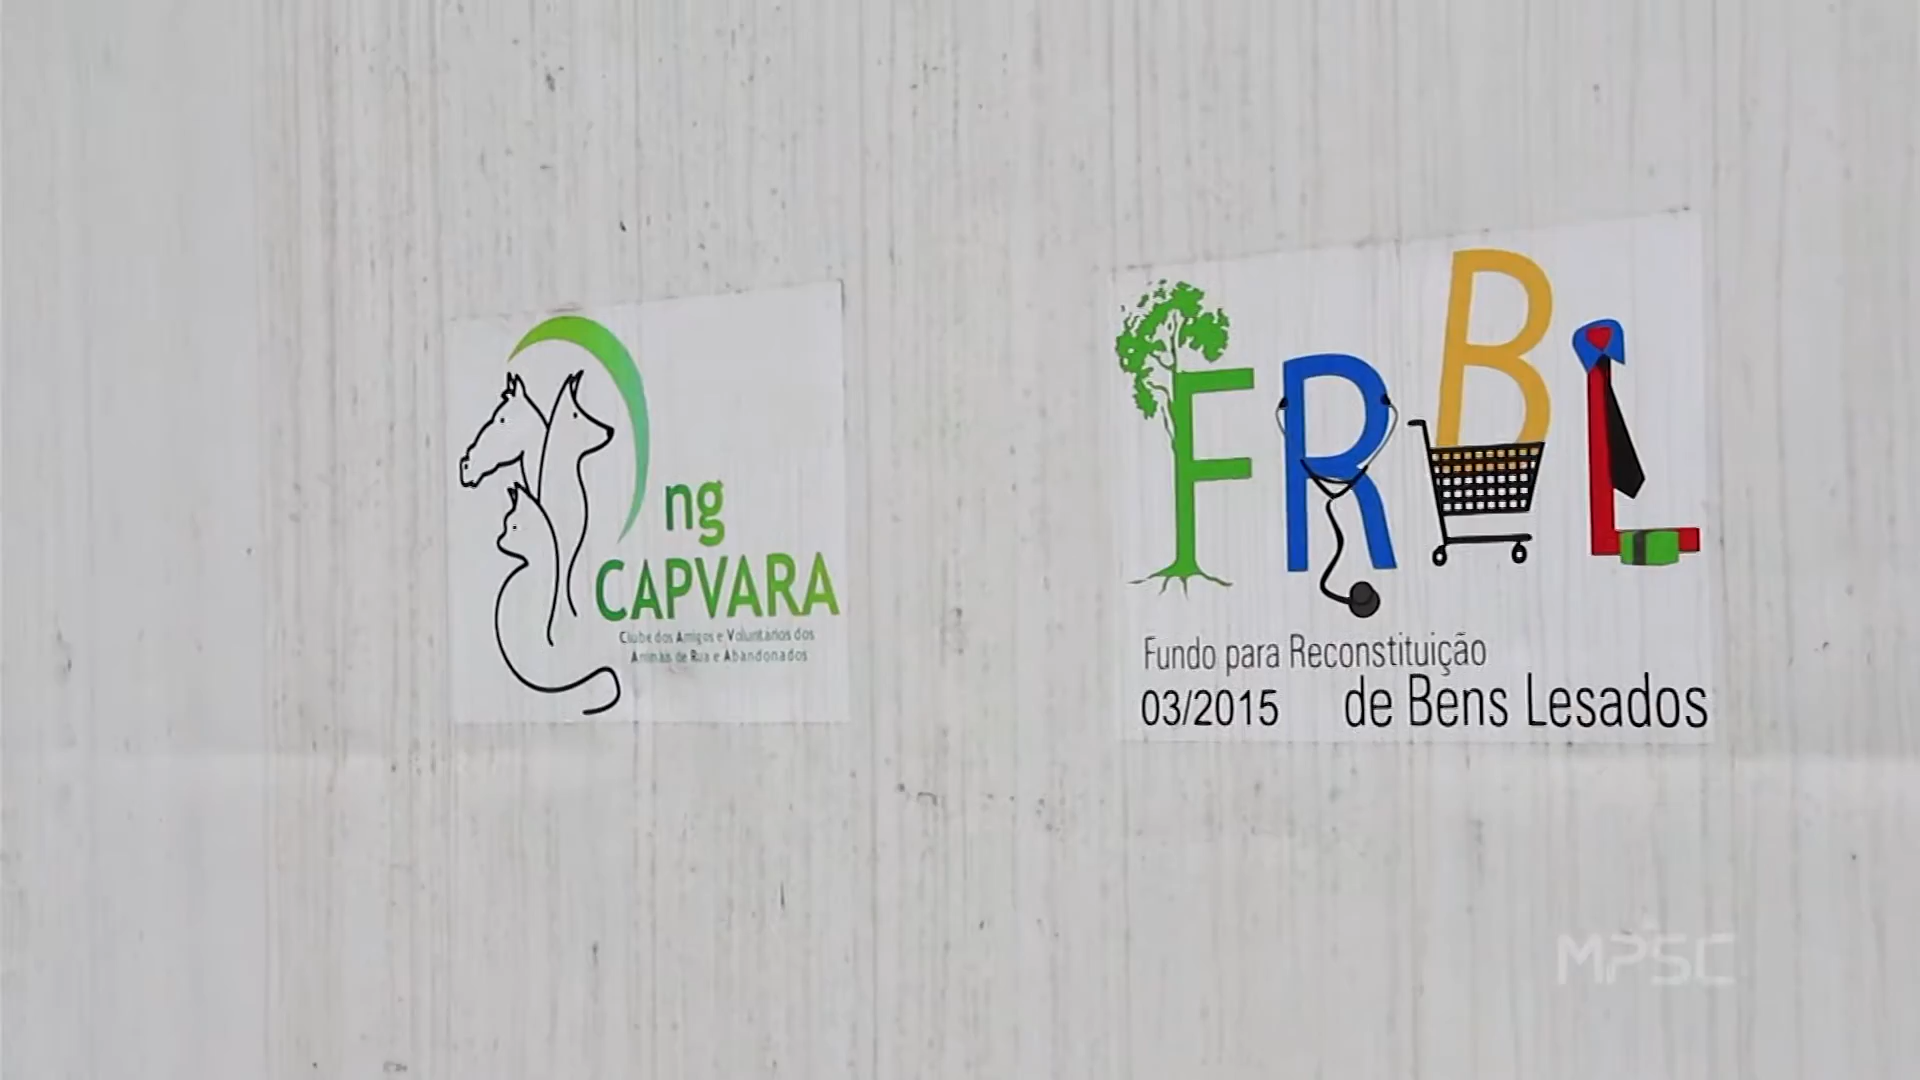 ng
CAPVARA
Clube dos Amigos e Voluntários dos
Animais de Rua e Abandonados
FRBL
Fundo para Reconstituição
03/2015 de Bens Lesados
MPSC